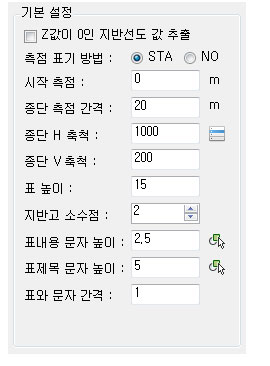 기본 설정
Z값이 0인 지반선도 값 추출
측점 표기 방법 : STA NO
시작 측점 : 0 m
종단 측점 간격 : 20 m
종단 H 축척 : 1000
종단 V 축척 : 200
표 높이 : 15
지반고 소수점 : 2
표내용 문자 높이 : 2,5
표제목 문자 높이 : 5
표와 문자 간격 : 1